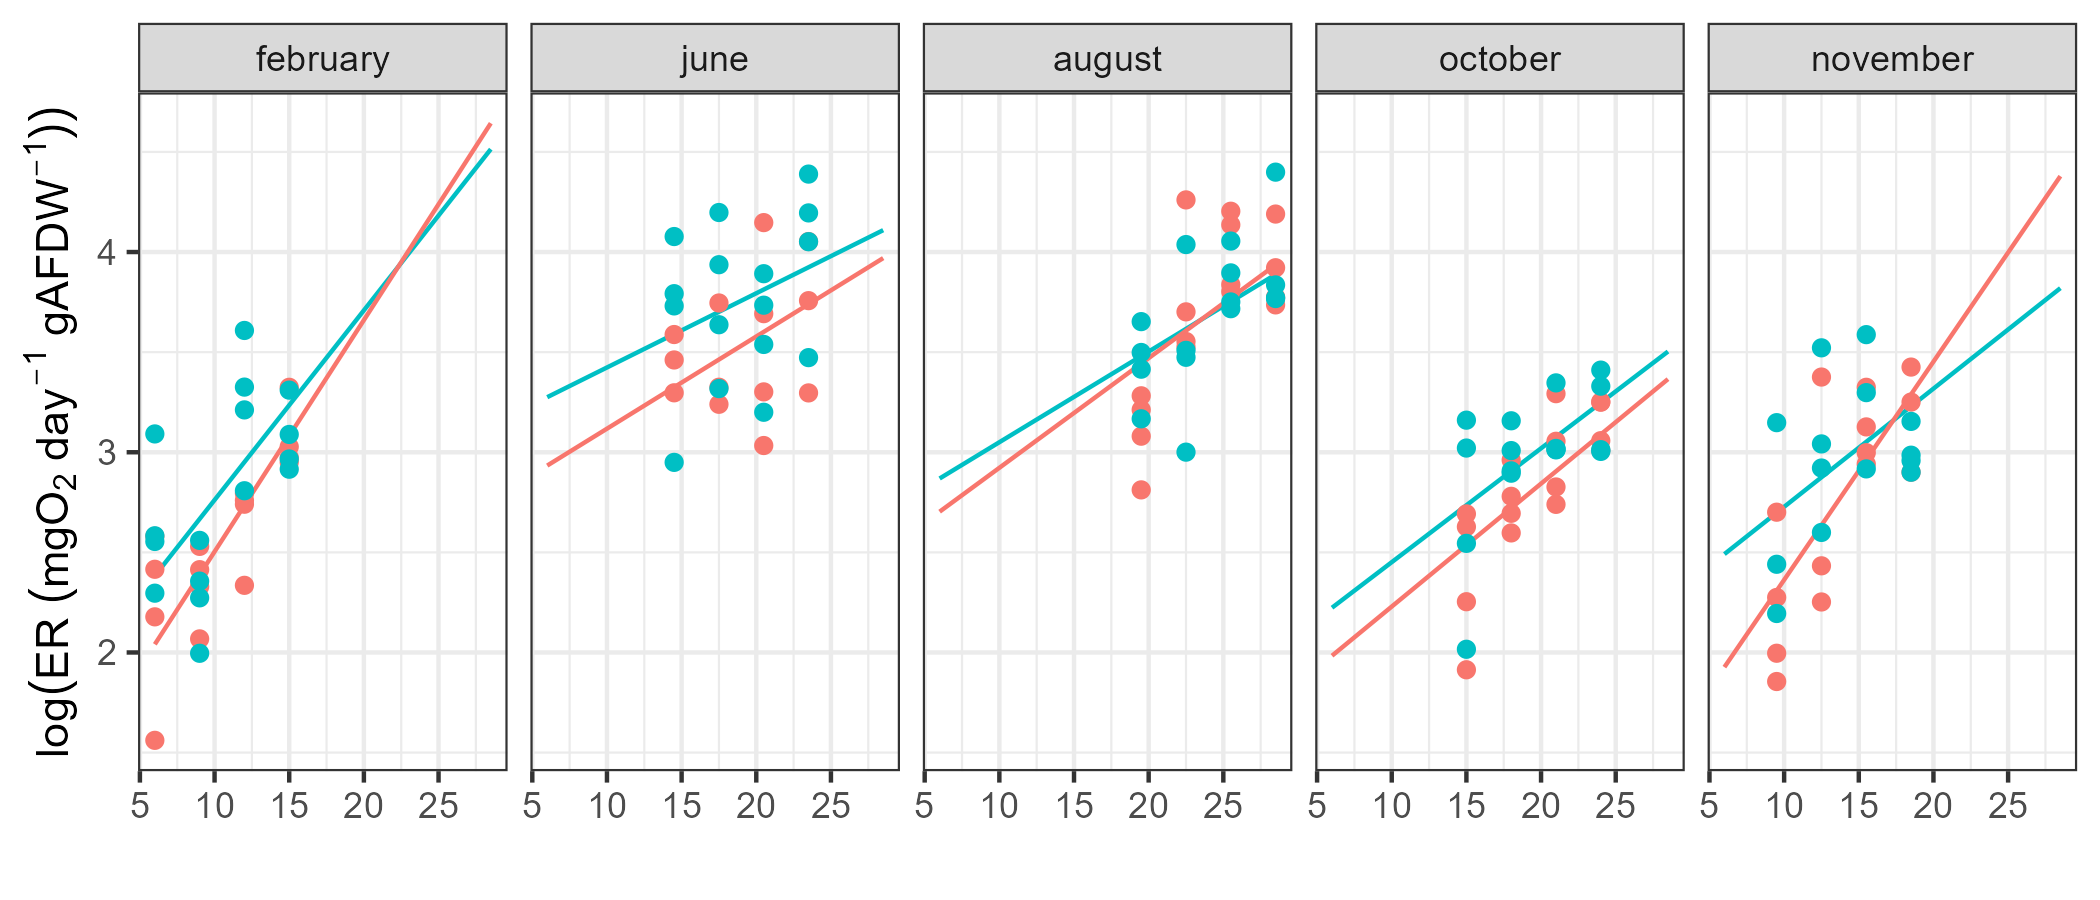 february june august october november
log(ER (mgO₂ day⁻¹ gAFDW⁻¹))
4
3
2
5 10 15 20 25 5 10 15 20 25 5 10 15 20 25 5 10 15 20 25 5 10 15 20 25